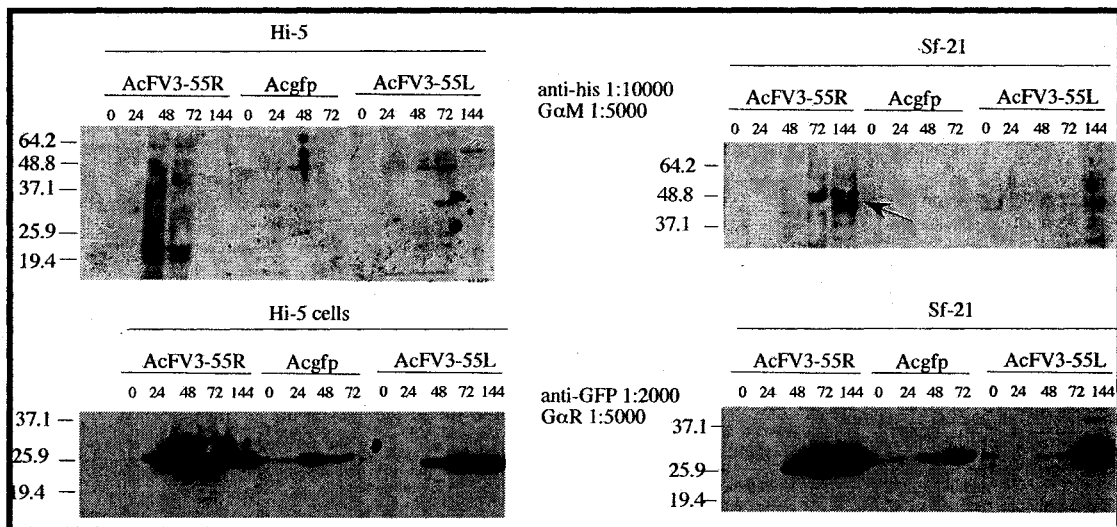 Hi-5
AcFV3-55R Acgfp AcFV3-55L
0 24 48 72 144 0 24 48 72 0 24 48 72 144
64.2
48.8
37.1
25.9
19.4
anti-his 1:10000
GαM 1:5000
Sf-21
AcFV3-55R Acgfp AcFV3-55L
0 24 48 72 144 0 24 48 72 0 24 48 72 144
64.2
48.8
37.1
Hi-5 cells
AcFV3-55R Acgfp AcFV3-55L
0 24 48 72 144 0 24 48 72 0 24 48 72 144
37.1
25.9
19.4
anti-GFP 1:2000
GαR 1:5000
Sf-21
AcFV3-55R Acgfp AcFV3-55L
0 24 48 72 144 0 24 48 72 0 24 48 72 144
37.1
25.9
19.4